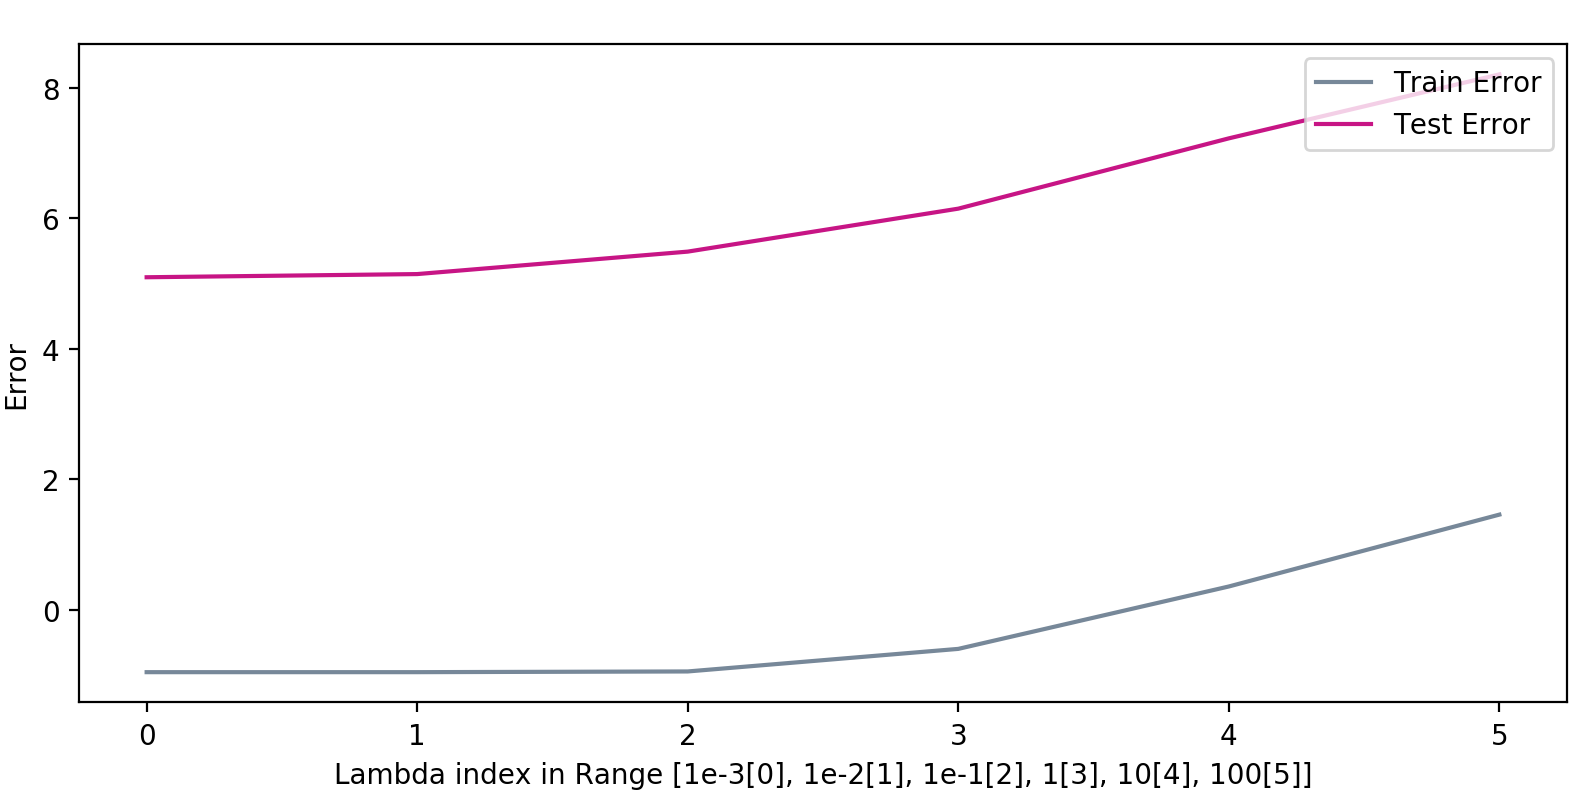 8
6
4
2
0
Error
Train Error
Test Error
0 1 2 3 4 5
Lambda index in Range [1e-3[0], 1e-2[1], 1e-1[2], 1[3], 10[4], 100[5]]